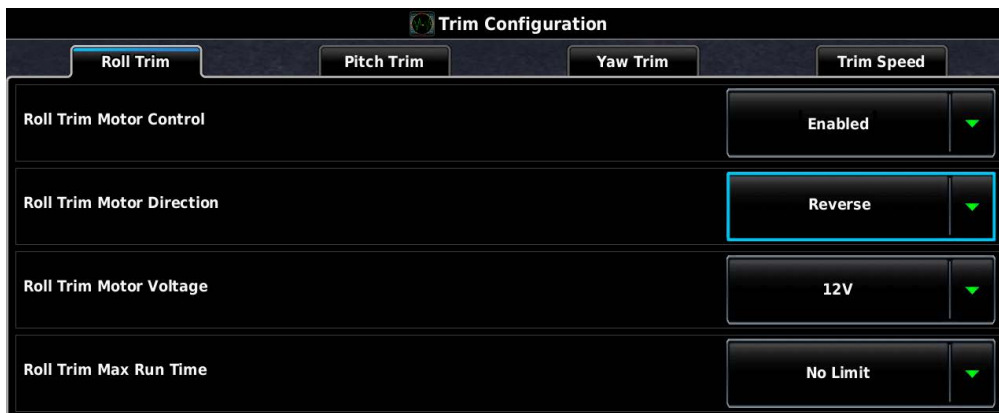 Trim Configuration
Roll Trim Pitch Trim Yaw Trim Trim Speed
Roll Trim Motor Control Enabled
Roll Trim Motor Direction Reverse
Roll Trim Motor Voltage 12V
Roll Trim Max Run Time No Limit